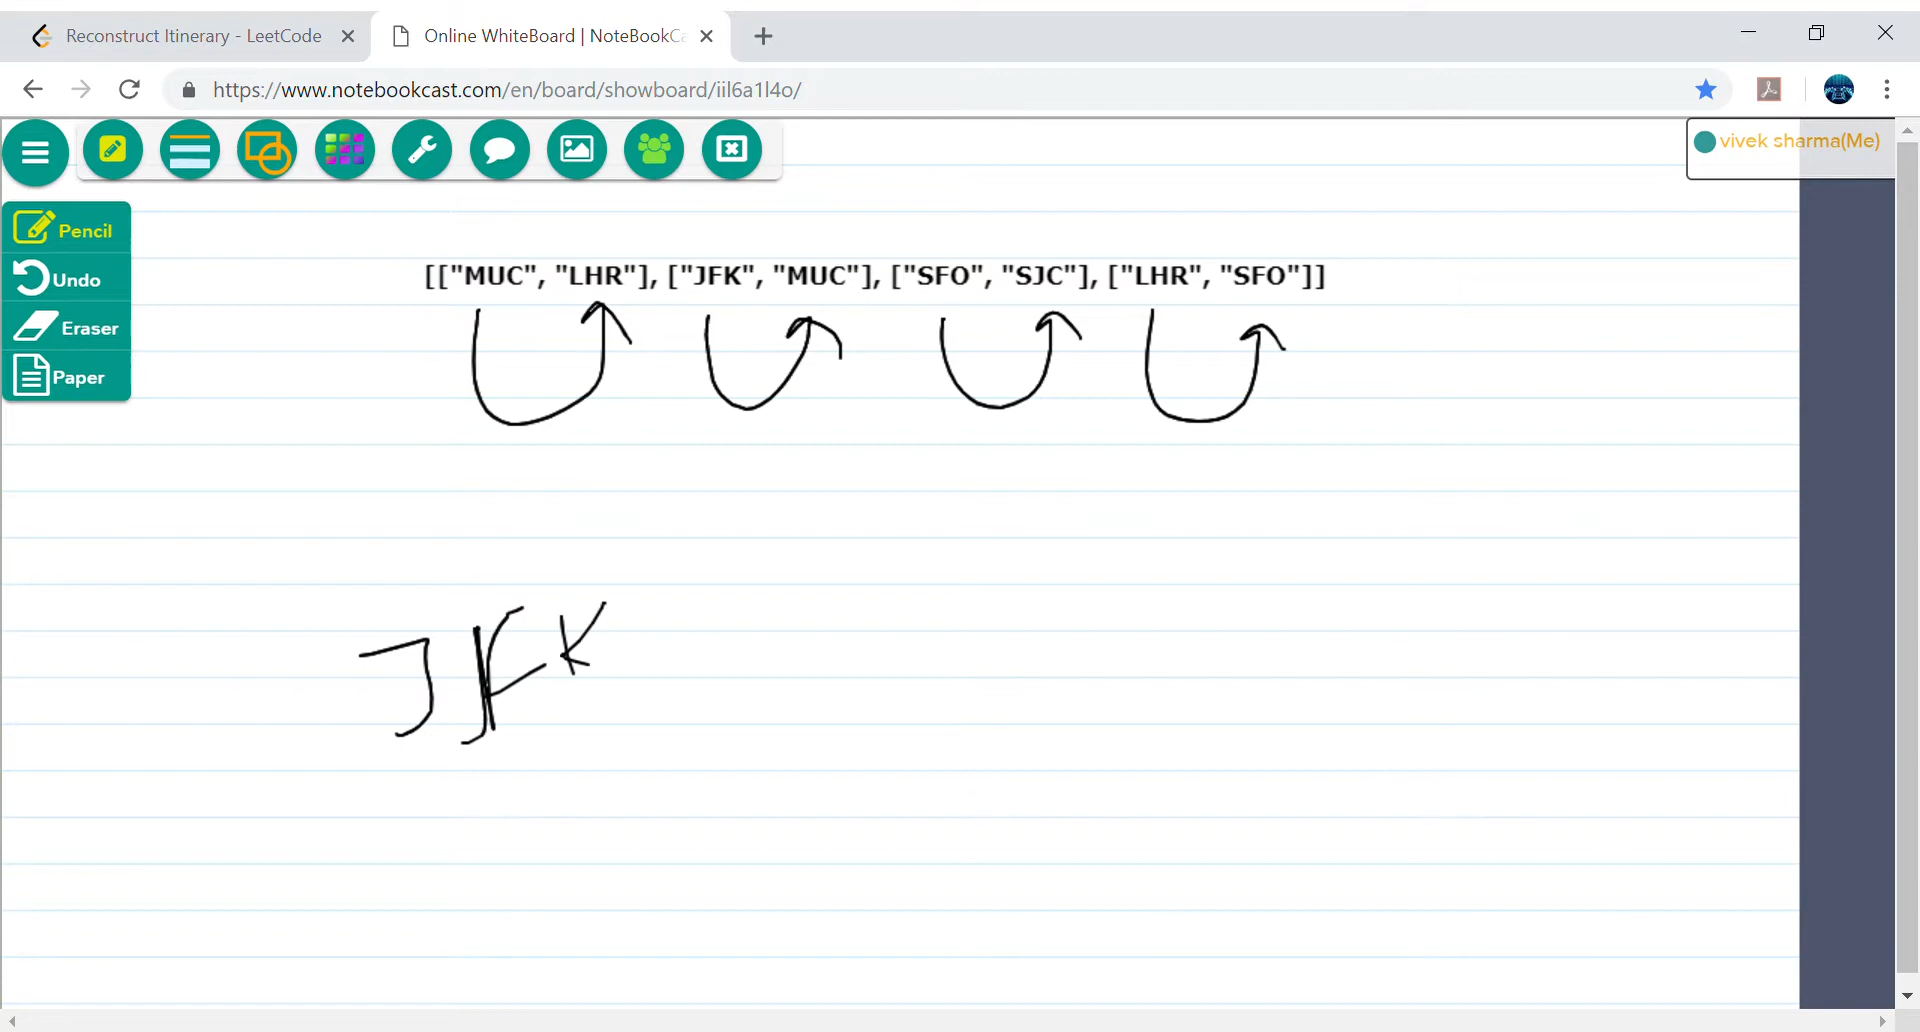 Reconstruct Itinerary - LeetCode
Online WhiteBoard | NoteBookCa
https://www.notebookcast.com/en/board/showboard/iil6a1l4o/
vivek sharma(Me)
Pencil
Undo
Eraser
Paper
[["MUC", "LHR"], ["JFK", "MUC"], ["SFO", "SJC"], ["LHR", "SFO"]]
JFK